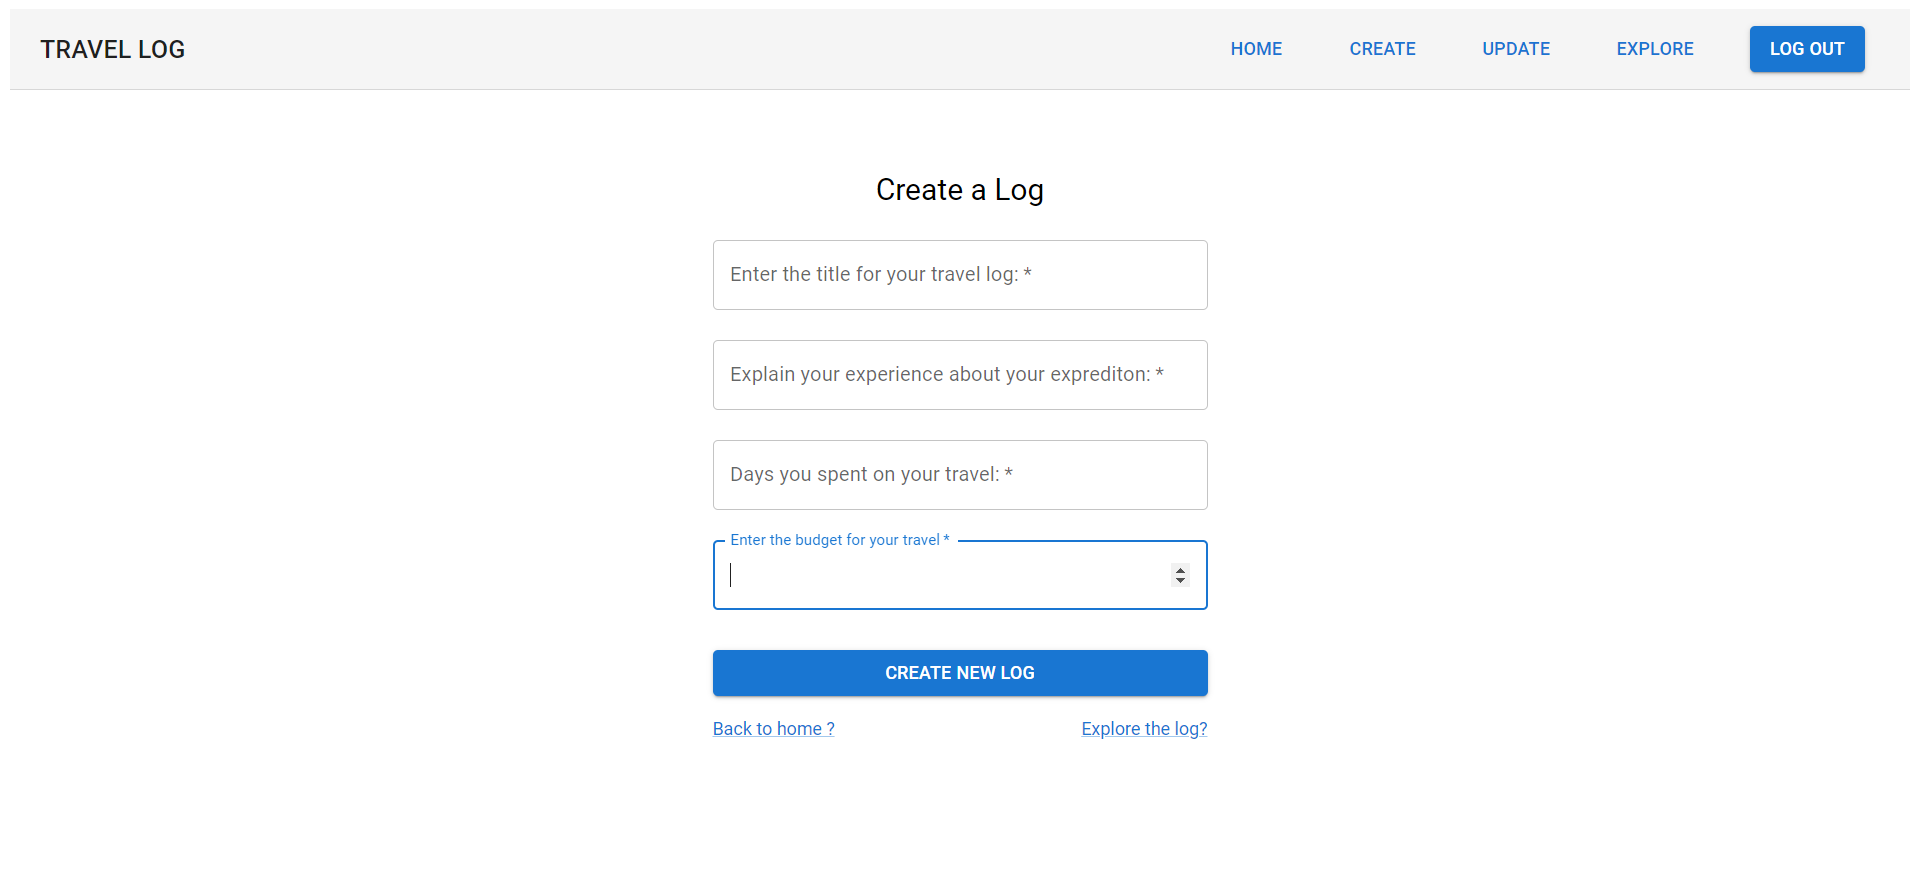 TRAVEL LOG
HOME
CREATE
UPDATE
EXPLORE
LOG OUT
Create a Log
Enter the title for your travel log: *
Explain your experience about your exprediton: *
Days you spent on your travel: *
Enter the budget for your travel *
CREATE NEW LOG
Back to home ?
Explore the log?